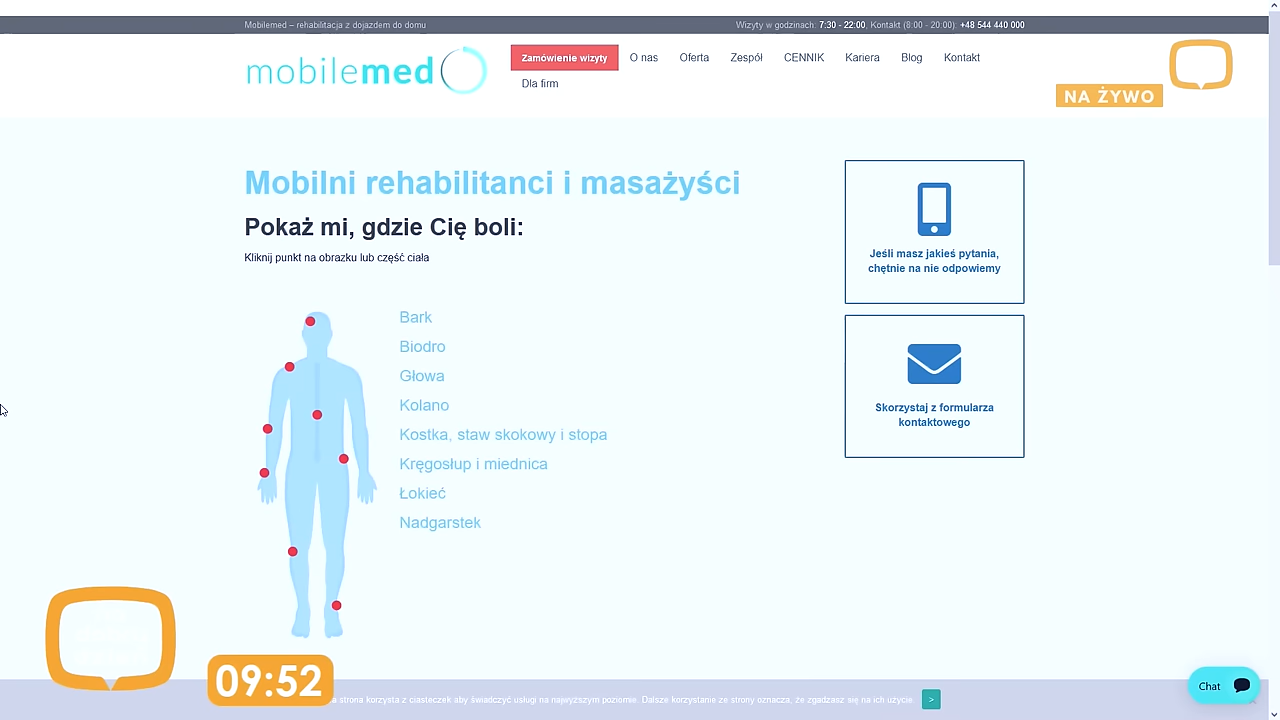 Mobilemed – rehabilitacja z dojazdem do domu
Wizyty w godzinach: 7:30 - 22:00, Kontakt (8:00 - 20:00): +48 544 440 000
mobilemed
Zamówienie wizyty O nas Oferta Zespół CENNIK Kariera Blog Kontakt
Dla firm
NA ŻYWO
Mobilni rehabilitanci i masażyści
Pokaż mi, gdzie Cię boli:
Kliknij punkt na obrazku lub część ciała
Bark
Biodro
Głowa
Kolano
Kostka, staw skokowy i stopa
Kręgosłup i miednica
Łokieć
Nadgarstek
Jeśli masz jakieś pytania,
chętnie na nie odpowiemy
Skorzystaj z formularza
kontaktowego
09:52
strona korzysta z ciasteczek aby świadczyć usługi na najwyższym poziomie. Dalsze korzystanie ze strony oznacza, że zgadzasz się na ich użycie. >
Chat